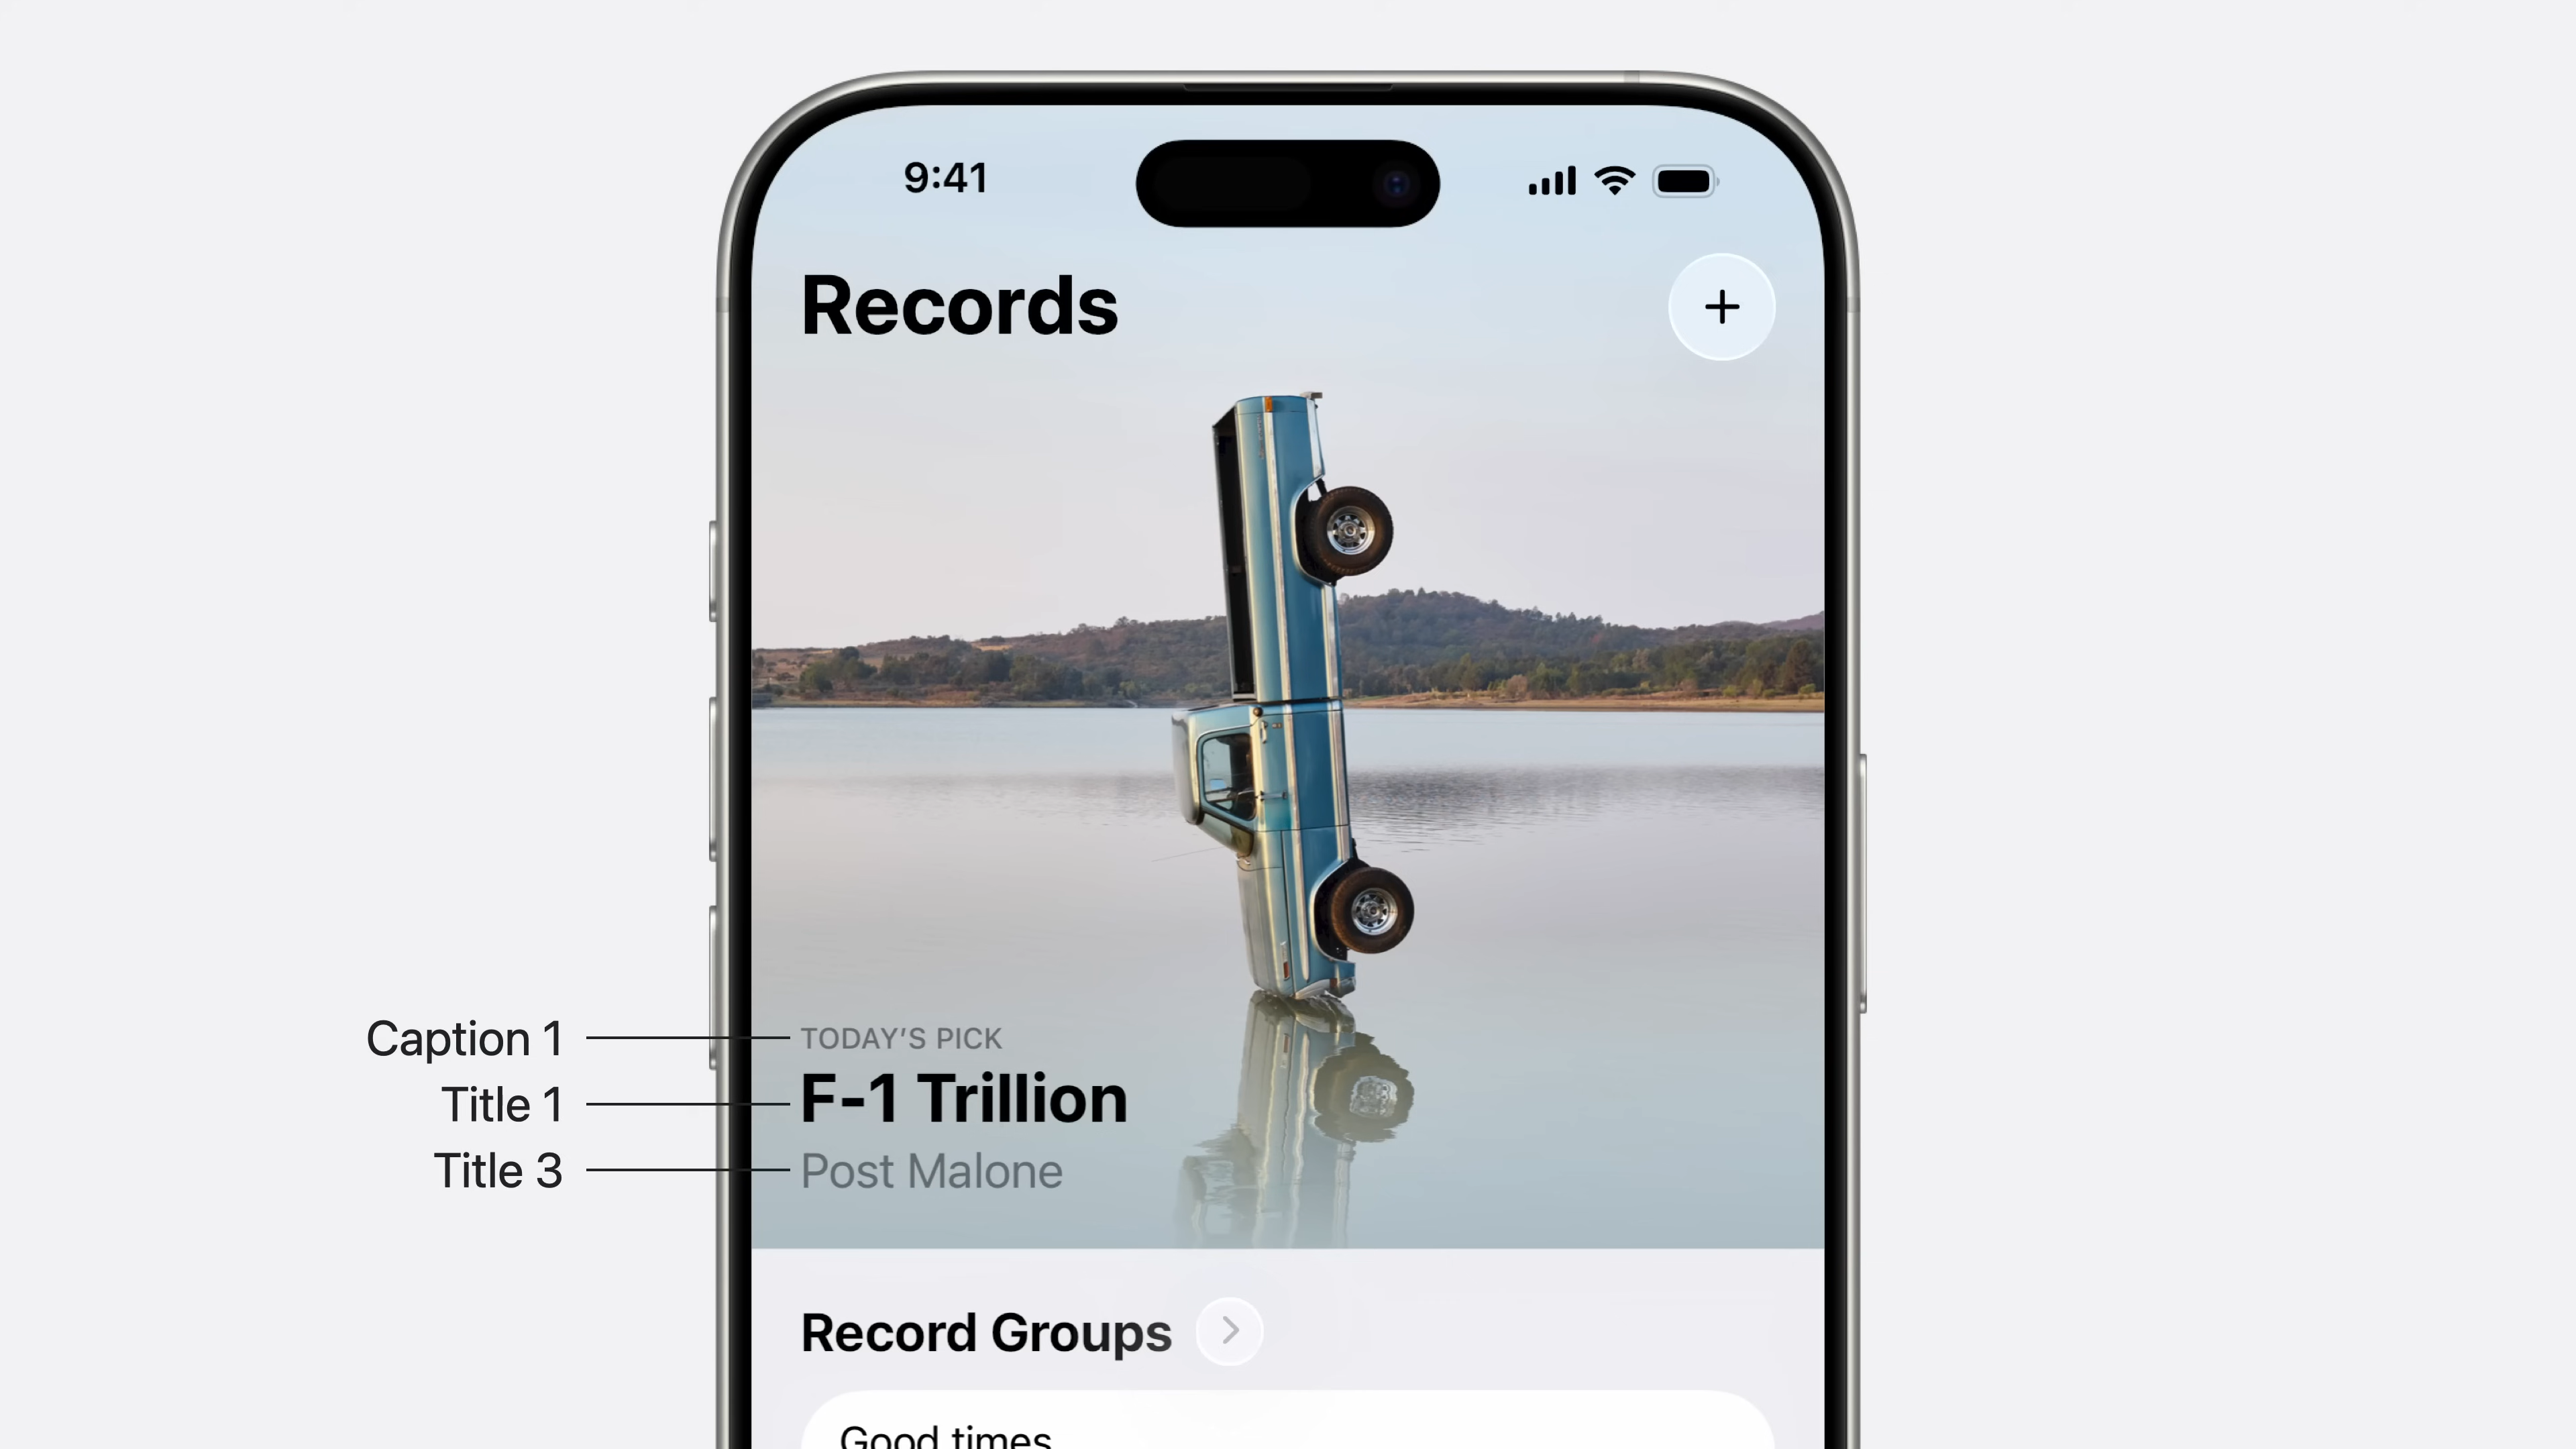 9:41
Records
Caption 1
TODAY’S PICK
Title 1
F-1 Trillion
Title 3
Post Malone
Record Groups
Good times